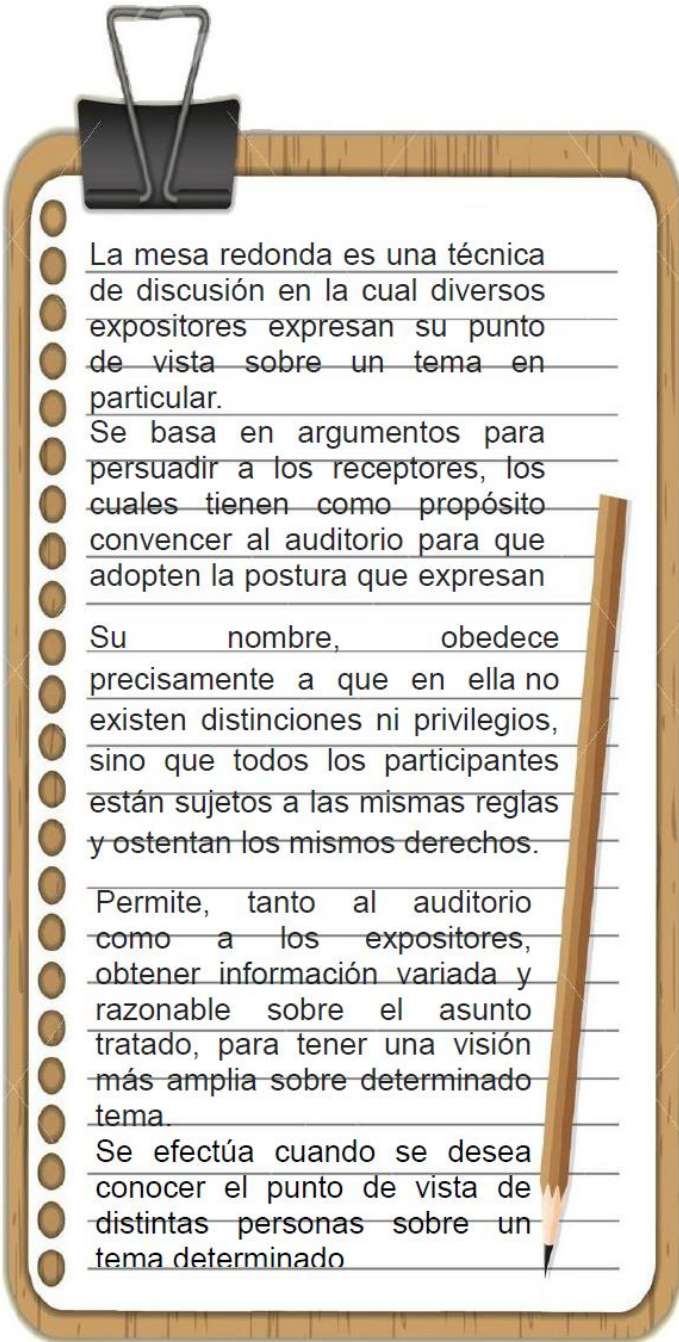 La mesa redonda es una técnica
de discusión en la cual diversos
expositores expresan su punto
de vista sobre un tema en
particular.
Se basa en argumentos para
persuadir a los receptores, los
cuales tienen como propósito
convencer al auditorio para que
adopten la postura que expresan
Su nombre, obedece
precisamente a que en ella no
existen distinciones ni privilegios,
sino que todos los participantes
están sujetos a las mismas reglas
y ostentan los mismos derechos.
Permite, tanto al auditorio
como a los expositores,
obtener información variada y
razonable sobre el asunto
tratado, para tener una visión
más amplia sobre determinado
tema.
Se efectúa cuando se desea
conocer el punto de vista de
distintas personas sobre un
tema determinado